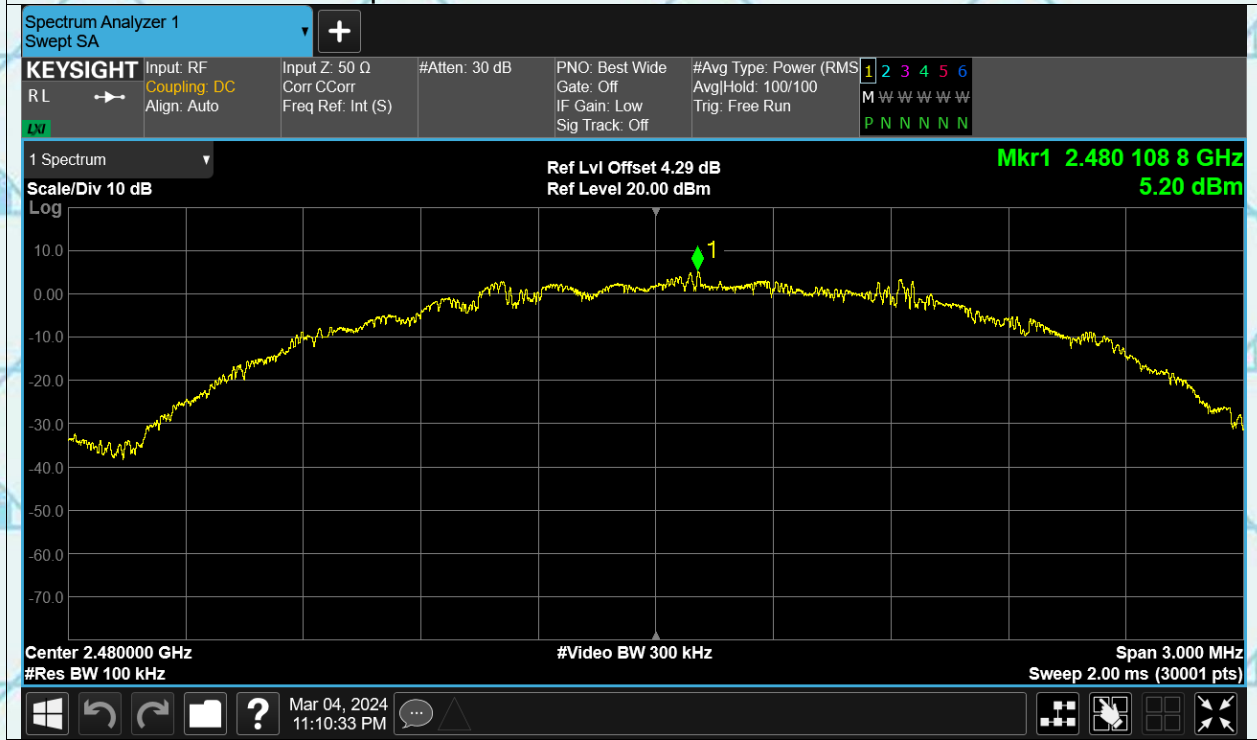 Spectrum Analyzer 1
Swept SA
▼
+
KEYSIGHT
RL
LXI
Input: RF
Coupling: DC
Align: Auto
Input Z: 50 Ω
Corr CCorr
Freq Ref: Int (S)
#Atten: 30 dB
PNO: Best Wide
Gate: Off
IF Gain: Low
Sig Track: Off
#Avg Type: Power (RMS
Avg|Hold: 100/100
Trig: Free Run
1 2 3 4 5 6
M W W W W W
P N N N N N
1 Spectrum
▼
Scale/Div 10 dB
Log
Ref Lvl Offset 4.29 dB
Ref Level 20.00 dBm
Mkr1 2.480 108 8 GHz
5.20 dBm
1
10.0
0.00
-10.0
-20.0
-30.0
-40.0
-50.0
-60.0
-70.0
Center 2.480000 GHz
#Video BW 300 kHz
Span 3.000 MHz
#Res BW 100 kHz
Sweep 2.00 ms (30001 pts)
?
Mar 04, 2024
11:10:33 PM